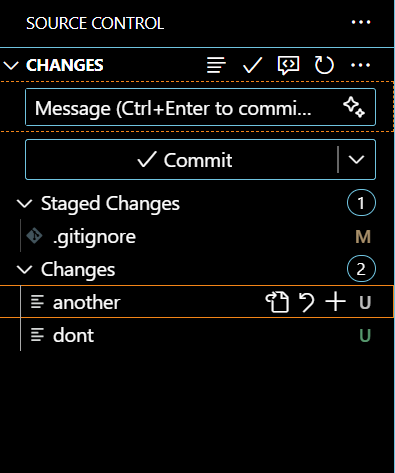 SOURCE CONTROL
CHANGES
Message (Ctrl+Enter to commi...
Commit
Staged Changes 1
.gitignore M
Changes 2
another U
dont U